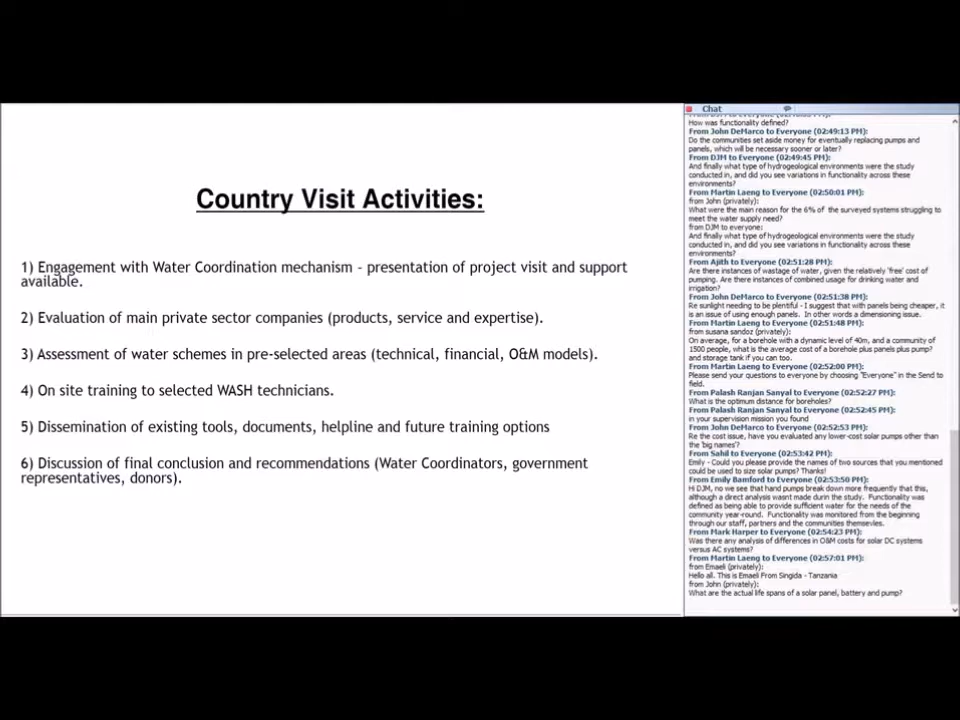 Country Visit Activities:
1) Engagement with Water Coordination mechanism - presentation of project visit and support
available.
2) Evaluation of main private sector companies (products, service and expertise).
3) Assessment of water schemes in pre-selected areas (technical, financial, O&M models).
4) On site training to selected WASH technicians.
5) Dissemination of existing tools, documents, helpline and future training options
6) Discussion of final conclusion and recommendations (Water Coordinators, government
representatives, donors).
Chat
How was functionality defined?
From John DeMarco to Everyone (02:49:13 PM):
Do the communities set aside money for eventually replacing pumps and
panels, which will be necessary sooner or later?
From DJM to Everyone (02:49:45 PM):
And finally what type of hydrogeological environments were the study
conducted in, and did you see variations in functionality across these
environments?
From Martin Laeng to Everyone (02:50:01 PM):
from John (privately):
What were the main reason for the 6% of the surveyed systems struggling to
meet the water supply need?
from DJM to everyone:
And finally what type of hydrogeological environments were the study
conducted in, and did you see variations in functionality across these
environments?
From Ajith to Everyone (02:51:28 PM):
Are there instances of wastage of water, given the relatively 'free' cost of
pumping. Are there instances of combined usage for drinking water and
irrigation?
From John DeMarco to Everyone (02:51:38 PM):
Re sunlight needing to be plentiful - I suggest that with panels being cheaper, it
is an issue of using enough panels. In other words a dimensioning issue.
From Martin Laeng to Everyone (02:51:48 PM):
from susana sandoz (privately):
On average, for a borehole with a dynamic level of 40m, and a community of
1500 people, what is the average cost of a borehole plus panels plus pump?
and storage tank if you can too.
From Martin Laeng to Everyone (02:52:00 PM):
Please send your questions to everyone by choosing "Everyone" in the Send to
field.
From Palash Ranjan Sanyal to Everyone (02:52:27 PM):
What is the optimum distance for boreholes?
From Palash Ranjan Sanyal to Everyone (02:52:45 PM):
in your supervision mission you found
From John DeMarco to Everyone (02:52:53 PM):
Re the cost issue, have you evaluated any lower-cost solar pumps other than
the 'big names'?
From Sahil to Everyone (02:53:42 PM):
Emily - Could you please provide the names of two sources that you mentioned
could be used to size solar pumps? Thanks!
From Emily Bamford to Everyone (02:53:50 PM):
Hi DJM, no we see that hand pumps break down more frequently that this,
although a direct analysis wasnt made durin the study. Functionality was
defined as being able to provide sufficient water for the needs of the
community year-round. Functionality was monitored from the beginning
through our staff, partners and the communities themsevles.
From Mark Harper to Everyone (02:54:23 PM):
Was there any analysis of differences in O&M costs for solar DC systems
versus AC systems?
From Martin Laeng to Everyone (02:57:01 PM):
from Emaeli (privately):
Hello all. This is Emaeli From Singida - Tanzania
from John (privately):
What are the actual life spans of a solar panel, battery and pump?